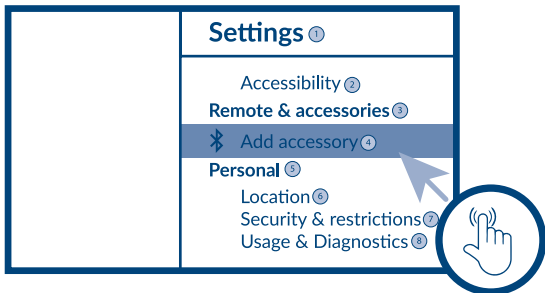 Settings 1
Accessibility 2
Remote & accessories 3
Add accessory 4
Personal 5
Location 6
Security & restrictions 7
Usage & Diagnostics 8